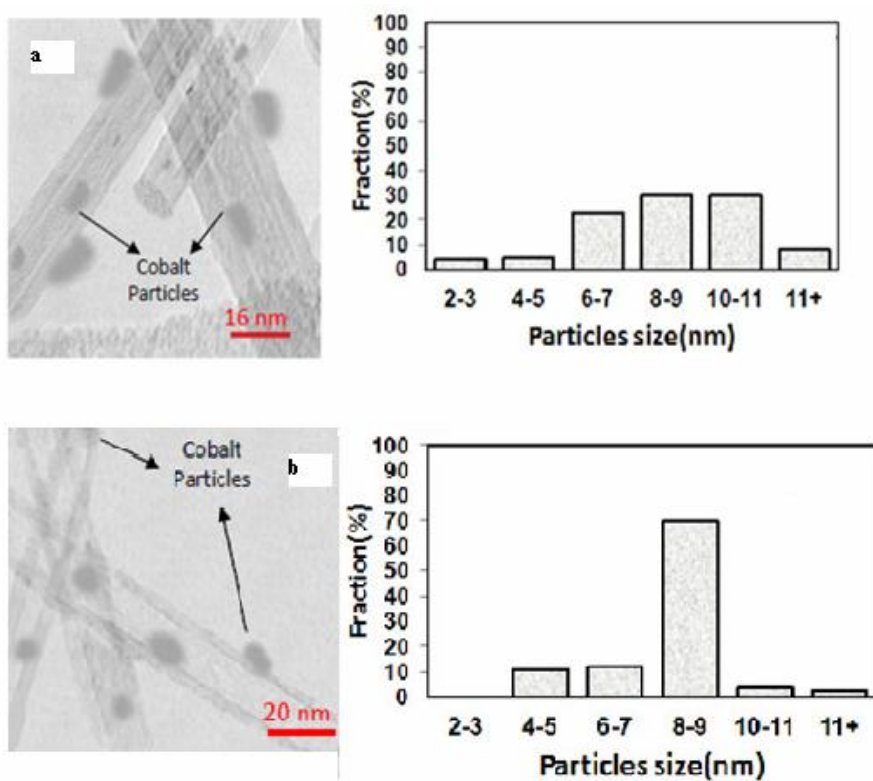 a
Cobalt
Particles
16 nm
Fraction(%)
100
90
80
70
60
50
40
30
20
10
0
2-3 4-5 6-7 8-9 10-11 11+
Particles size(nm)
Cobalt
Particles
b
20 nm
Fraction(%)
100
90
80
70
60
50
40
30
20
10
0
2-3 4-5 6-7 8-9 10-11 11+
Particles size(nm)